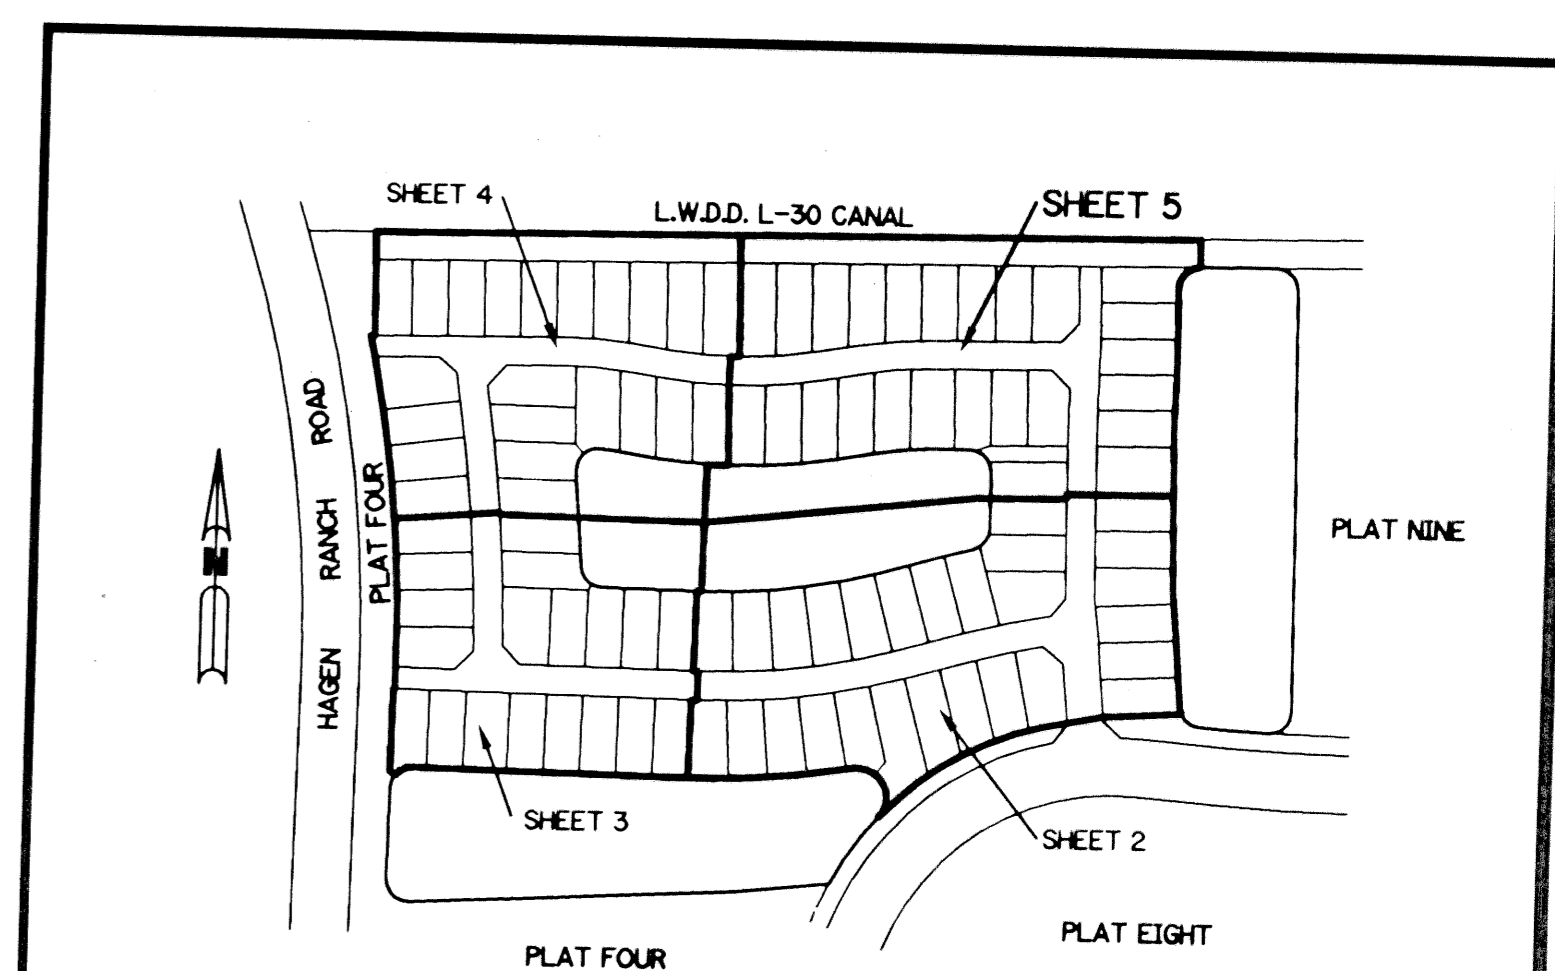 SHEET 4
L.W.D.D. L-30 CANAL
SHEET 5
HAGEN RANCH ROAD
PLAT FOUR
N
PLAT NINE
SHEET 3
SHEET 2
PLAT FOUR
PLAT EIGHT